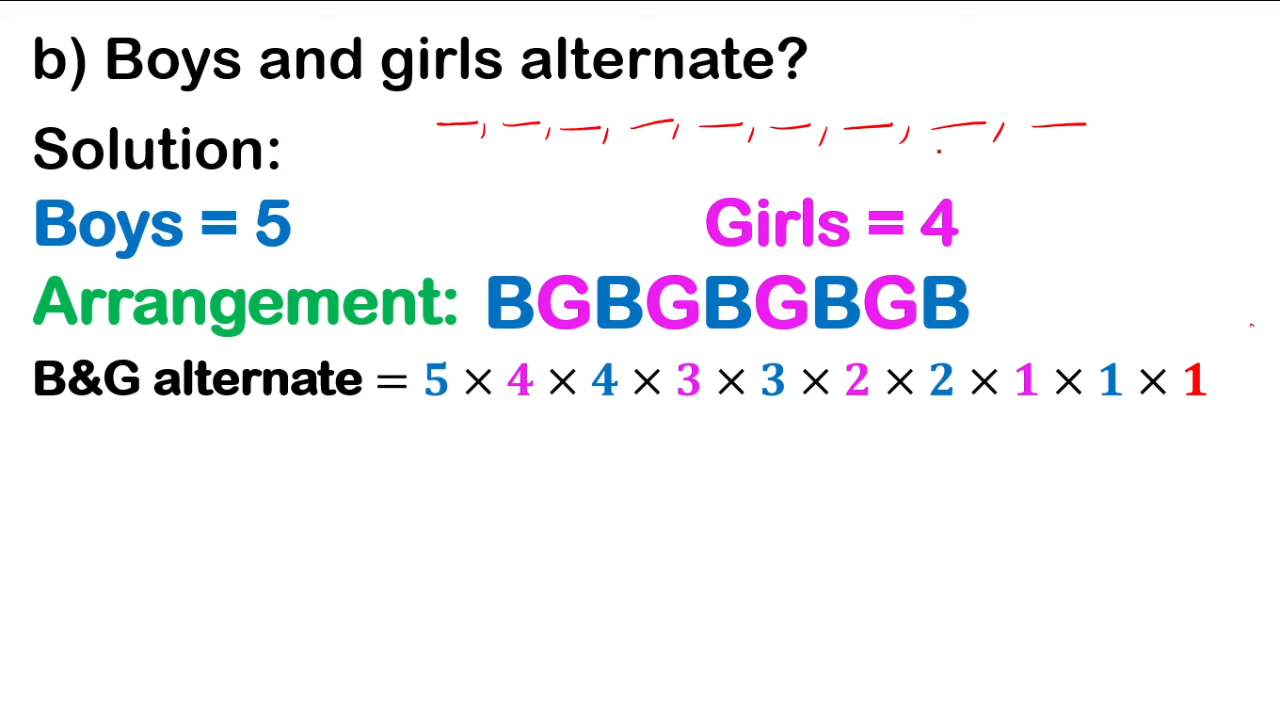 b) Boys and girls alternate?
Solution:
Boys = 5 Girls = 4
Arrangement: BGBGBGBGB
B&G alternate = 5 × 4 × 4 × 3 × 3 × 2 × 2 × 1 × 1 × 1